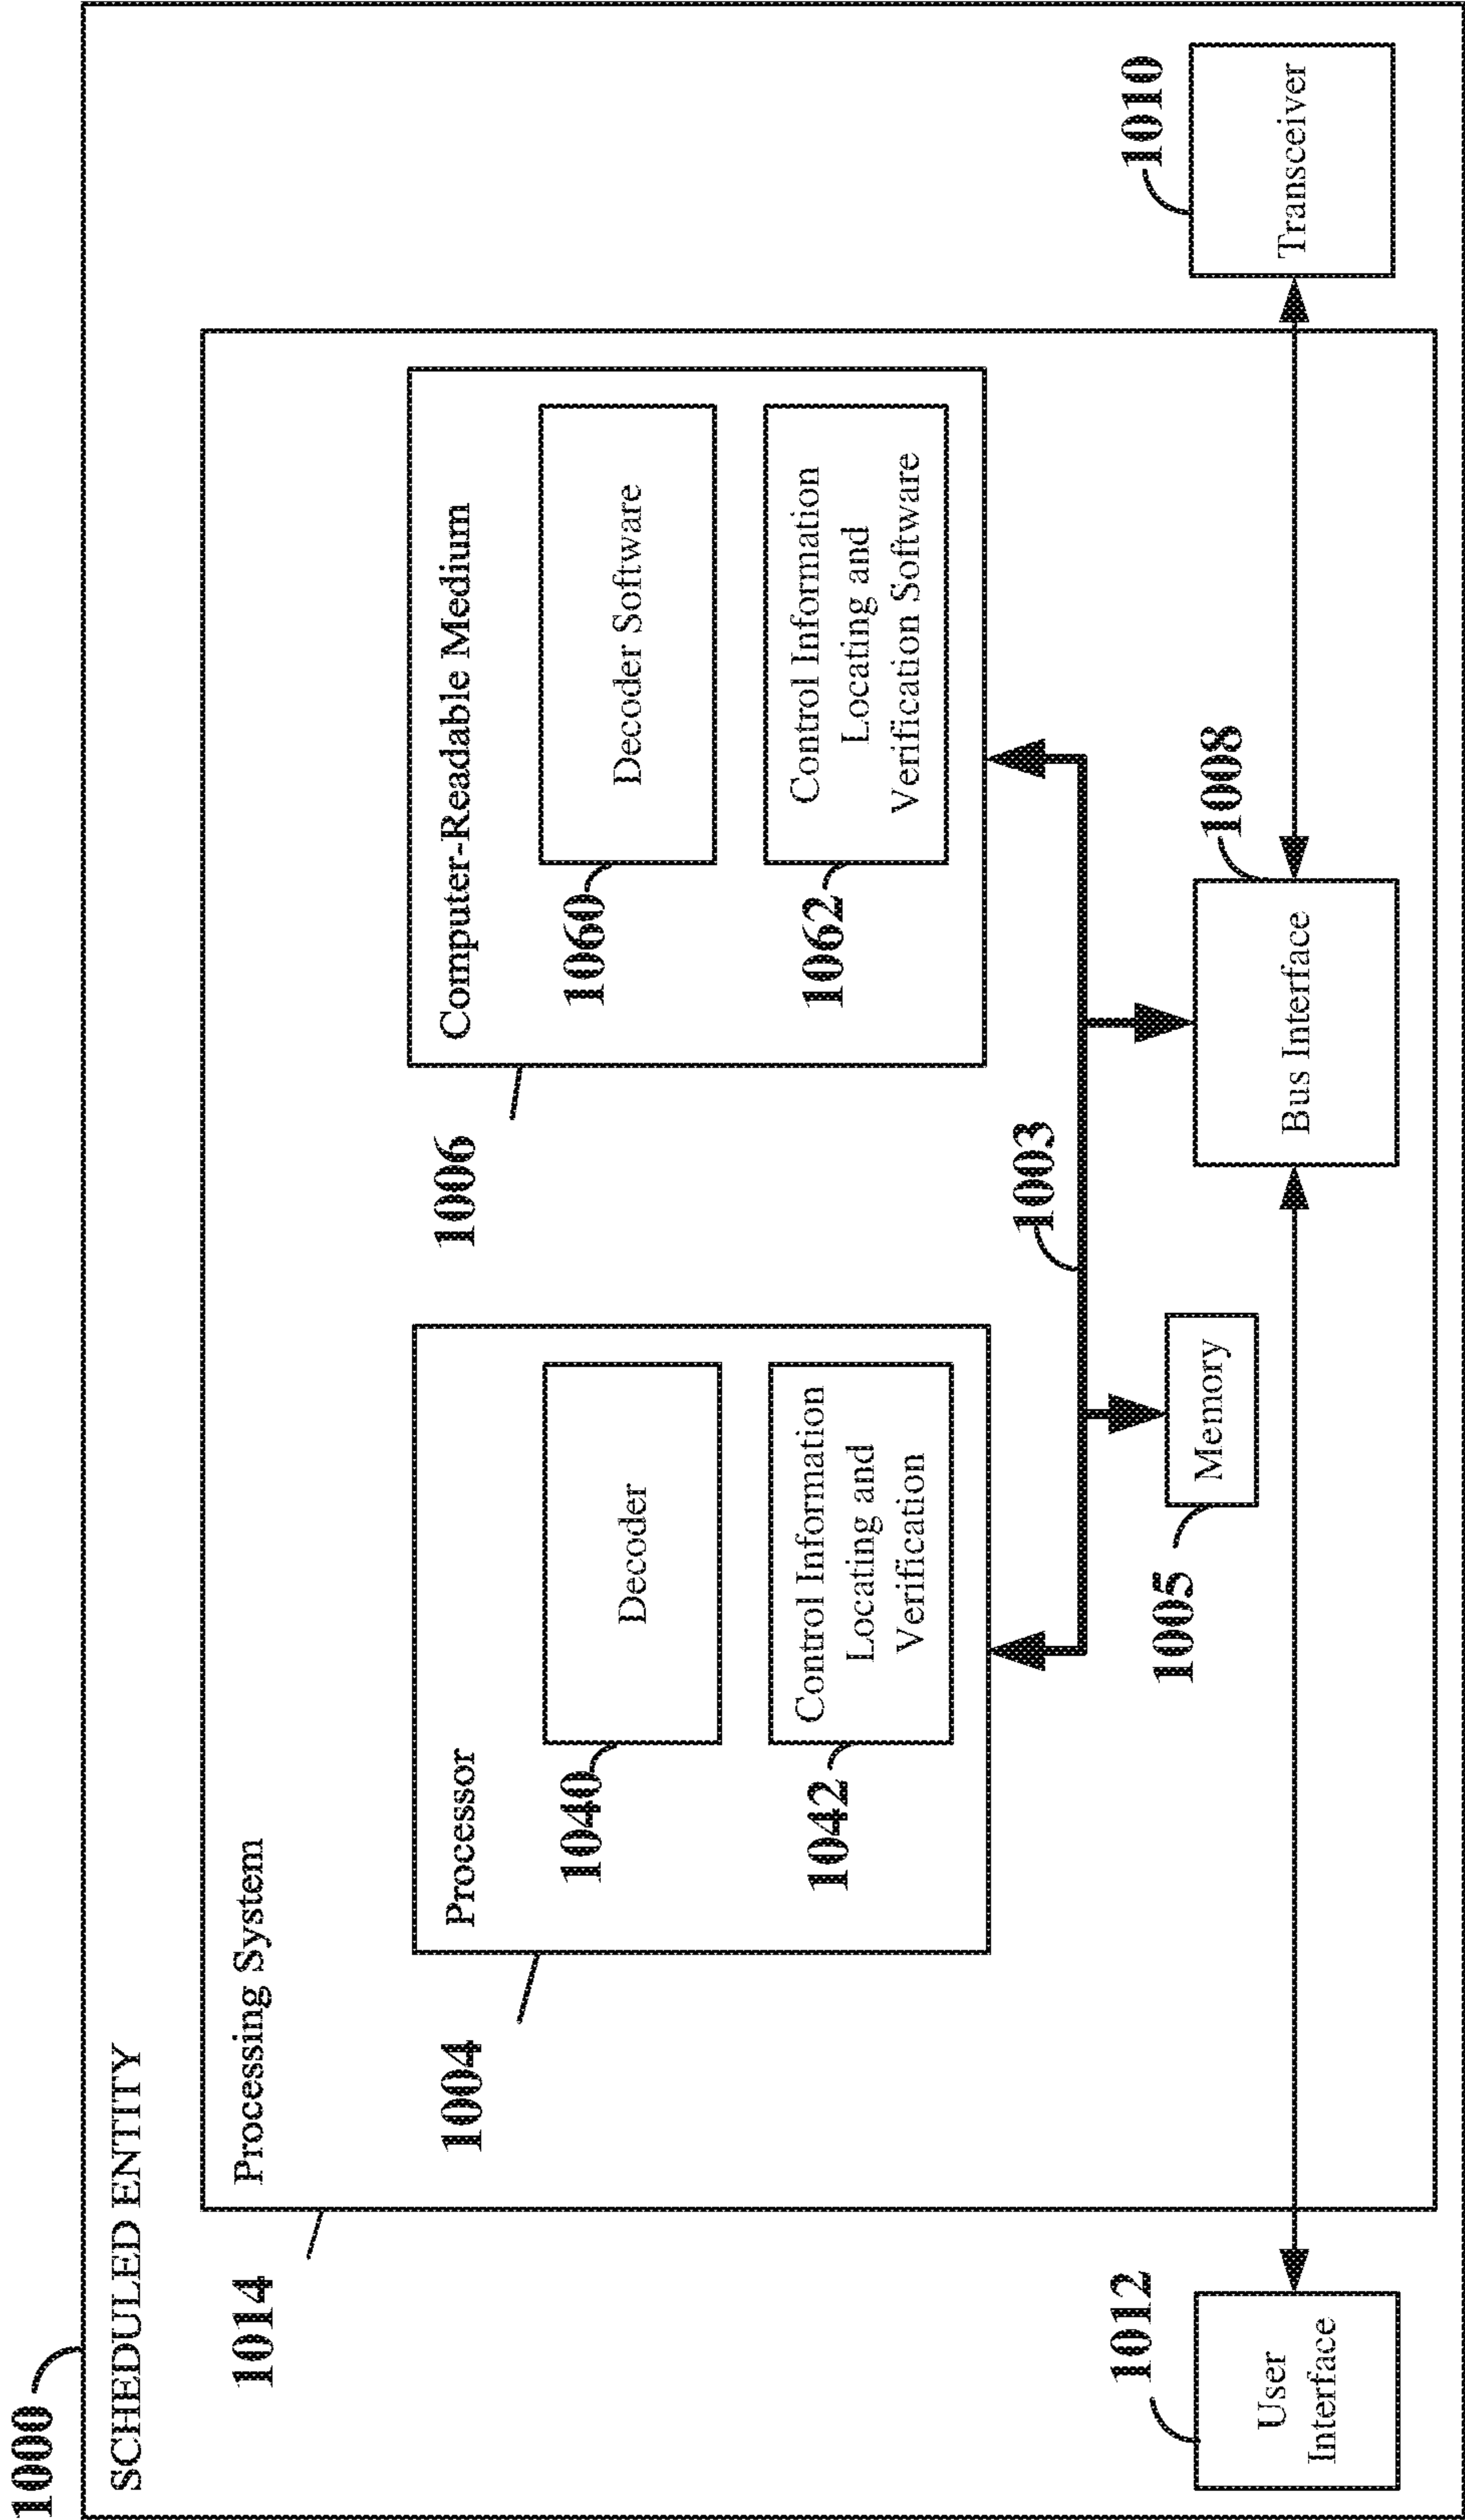 1000
SCHEDULED ENTITY
1014
Processing System
1004
Processor
1040
Decoder
1042
Control Information
Locating and
Verification
1006
Computer-Readable Medium
1060
Decoder Software
1062
Control Information
Locating and
Verification Software
1003
1005
Memory
1012
User
Interface
1008
Bus Interface
1010
Transceiver